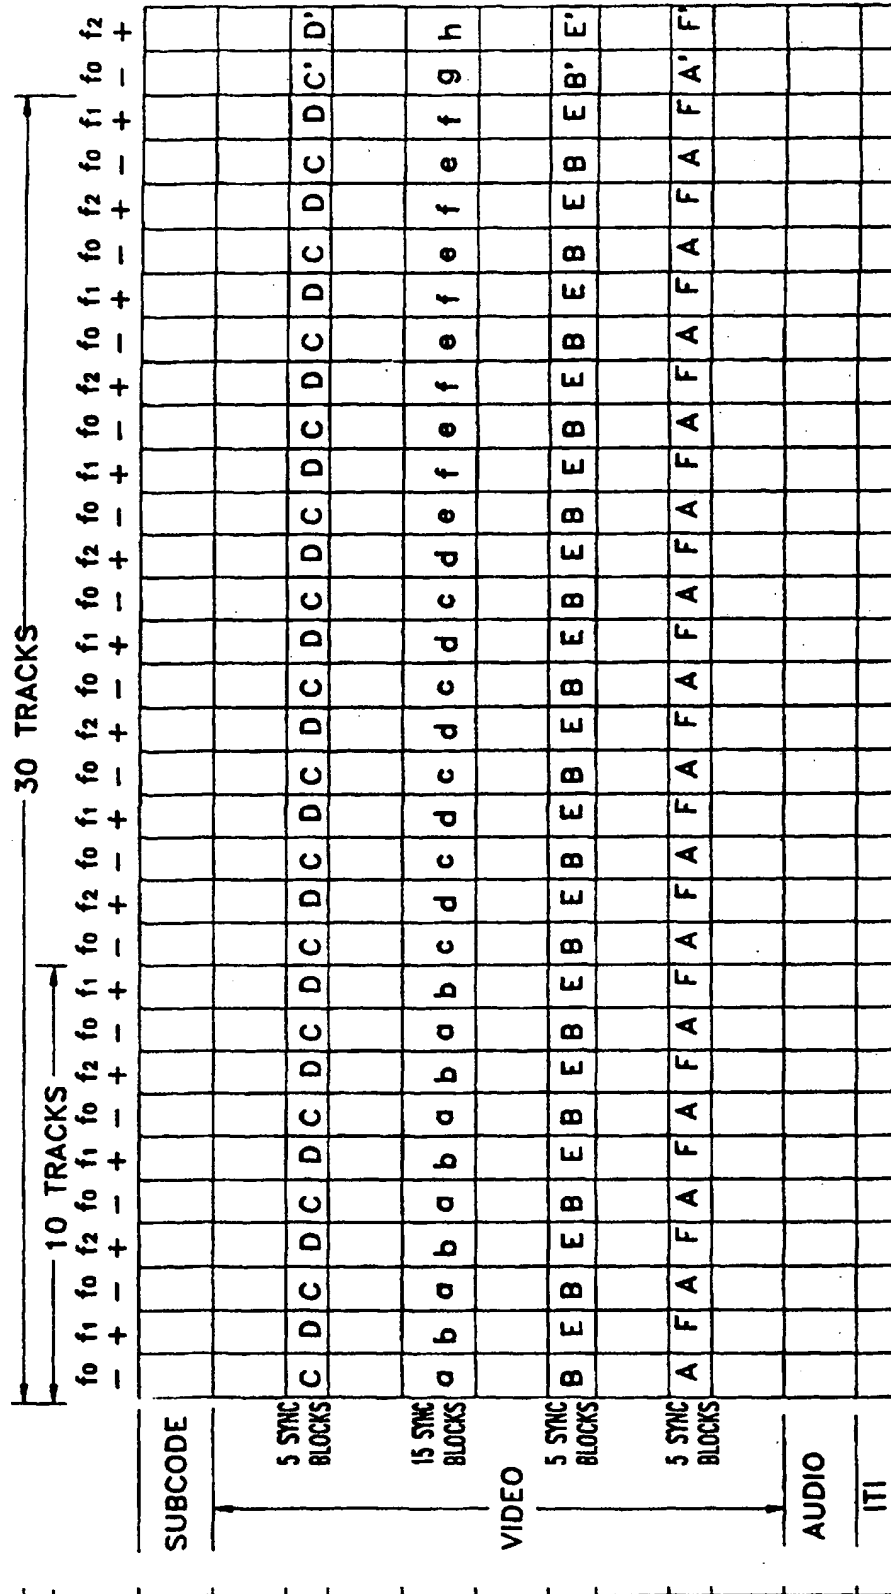 30 TRACKS
10 TRACKS
f0 f1 f0 f2 f0 f1 f0 f2 f0 f1 f0 f2 f0 f1 f0 f2 f0 f1 f0 f2 f0 f1 f0 f2 f0 f1 f0 f2 f0 f1 f0 f2
− + − + − + − + − + − + − + − + − + − + − + − + − + − + − + − +
SUBCODE
VIDEO
5 SYNC
BLOCKS
C D C D C D C D C D C D C D C D C D C D C D C D C D C D C D C' D'
15 SYNC
BLOCKS
a b a b a b a b a b c d c d c d c d c d e f e f e f e f e f g h
5 SYNC
BLOCKS
B E B E B E B E B E B E B E B E B E B E B E B E B E B E B E B' E'
5 SYNC
BLOCKS
A F A F A F A F A F A F A F A F A F A F A F A F A F A F A F A' F'
AUDIO
ITI